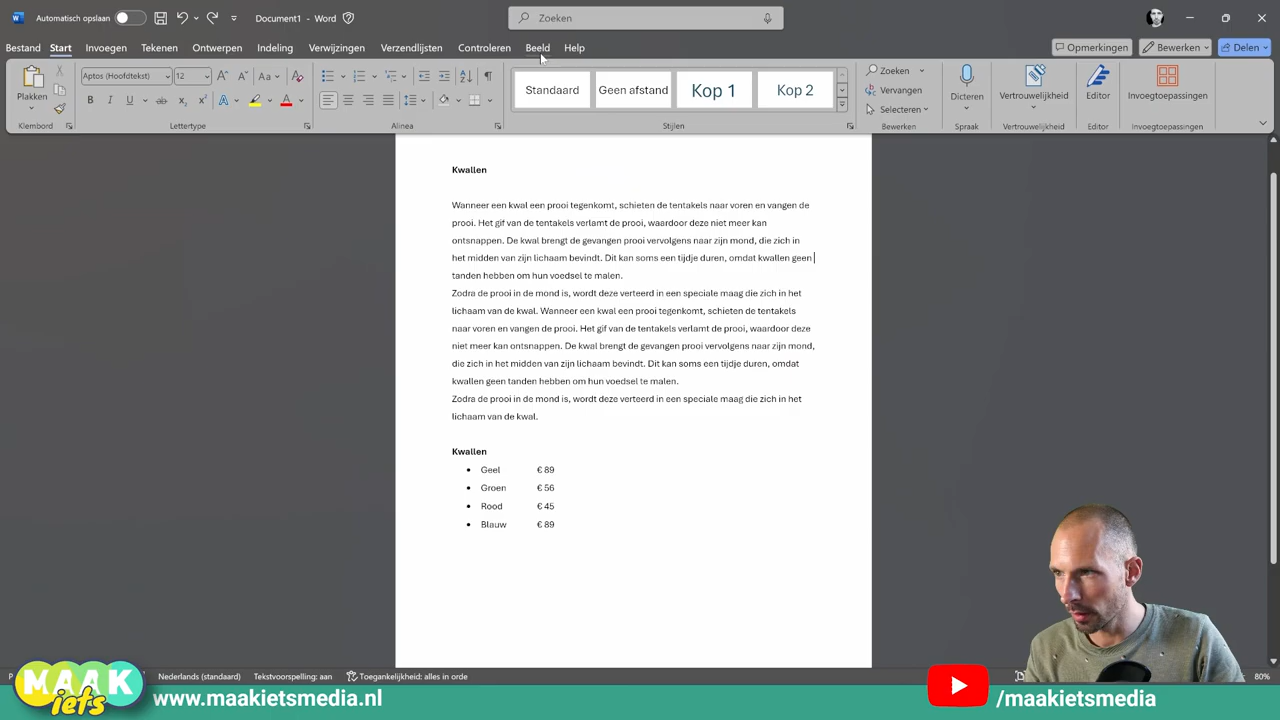 Automatisch opslaan
Document1 - Word
Zoeken
Bestand Start Invoegen Tekenen Ontwerpen Indeling Verwijzingen Verzendlijsten Controleren Beeld Help
Opmerkingen Bewerken Delen
Plakken
Aptos (Hoofdtekst) 12
Standaard Geen afstand Kop 1 Kop 2
Zoeken
Vervangen
Selecteren
Dicteren Vertrouwelijkheid Editor Invoegtoepassingen
Klembord Lettertype Alinea Stijlen Bewerken Spraak Vertrouwelijkheid Editor Invoegtoepassingen
Kwallen
Wanneer een kwal een prooi tegenkomt, schieten de tentakels naar voren en vangen de
prooi. Het gif van de tentakels verlamt de prooi, waardoor deze niet meer kan
ontsnappen. De kwal brengt de gevangen prooi vervolgens naar zijn mond, die zich in
het midden van zijn lichaam bevindt. Dit kan soms een tijdje duren, omdat kwallen geen
tanden hebben om hun voedsel te malen.
Zodra de prooi in de mond is, wordt deze verteerd in een speciale maag die zich in het
lichaam van de kwal. Wanneer een kwal een prooi tegenkomt, schieten de tentakels
naar voren en vangen de prooi. Het gif van de tentakels verlamt de prooi, waardoor deze
niet meer kan ontsnappen. De kwal brengt de gevangen prooi vervolgens naar zijn mond,
die zich in het midden van zijn lichaam bevindt. Dit kan soms een tijdje duren, omdat
kwallen geen tanden hebben om hun voedsel te malen.
Zodra de prooi in de mond is, wordt deze verteerd in een speciale maag die zich in het
lichaam van de kwal.
Kwallen
• Geel € 89
• Groen € 56
• Rood € 45
• Blauw € 89
Nederlands (standaard) Tekstvoorspelling: aan Toegankelijkheid: alles in orde
80%
MAAK
iets
www.maakietsmedia.nl
/maakietsmedia